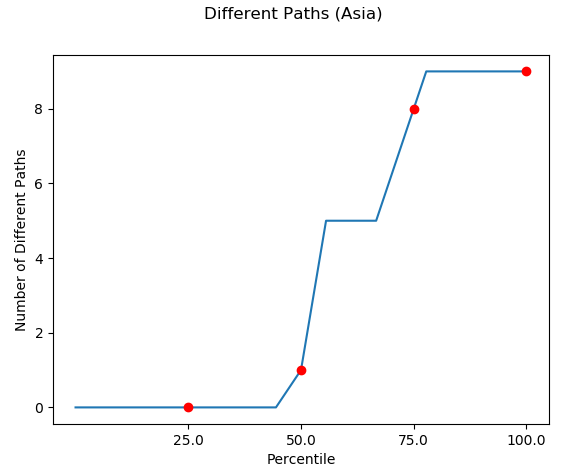 Different Paths (Asia)
Number of Different Paths
8
6
4
2
0
25.0 50.0 75.0 100.0
Percentile